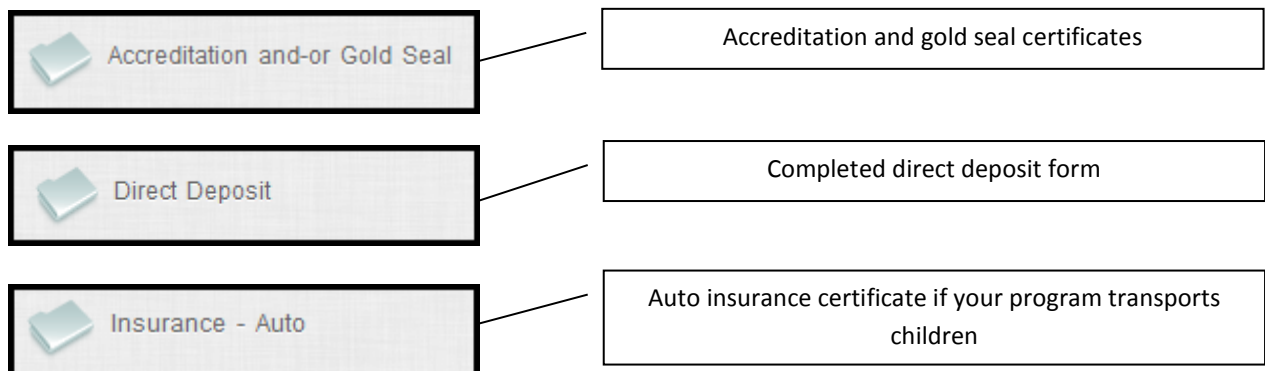 Accreditation and-or Gold Seal
Accreditation and gold seal certificates
Direct Deposit
Completed direct deposit form
Insurance - Auto
Auto insurance certificate if your program transports
children